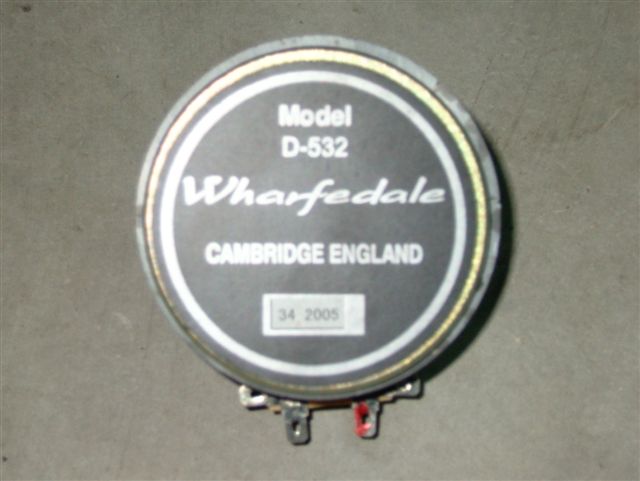 Model
D-532
Wharfedale
CAMBRIDGE ENGLAND
34 2005